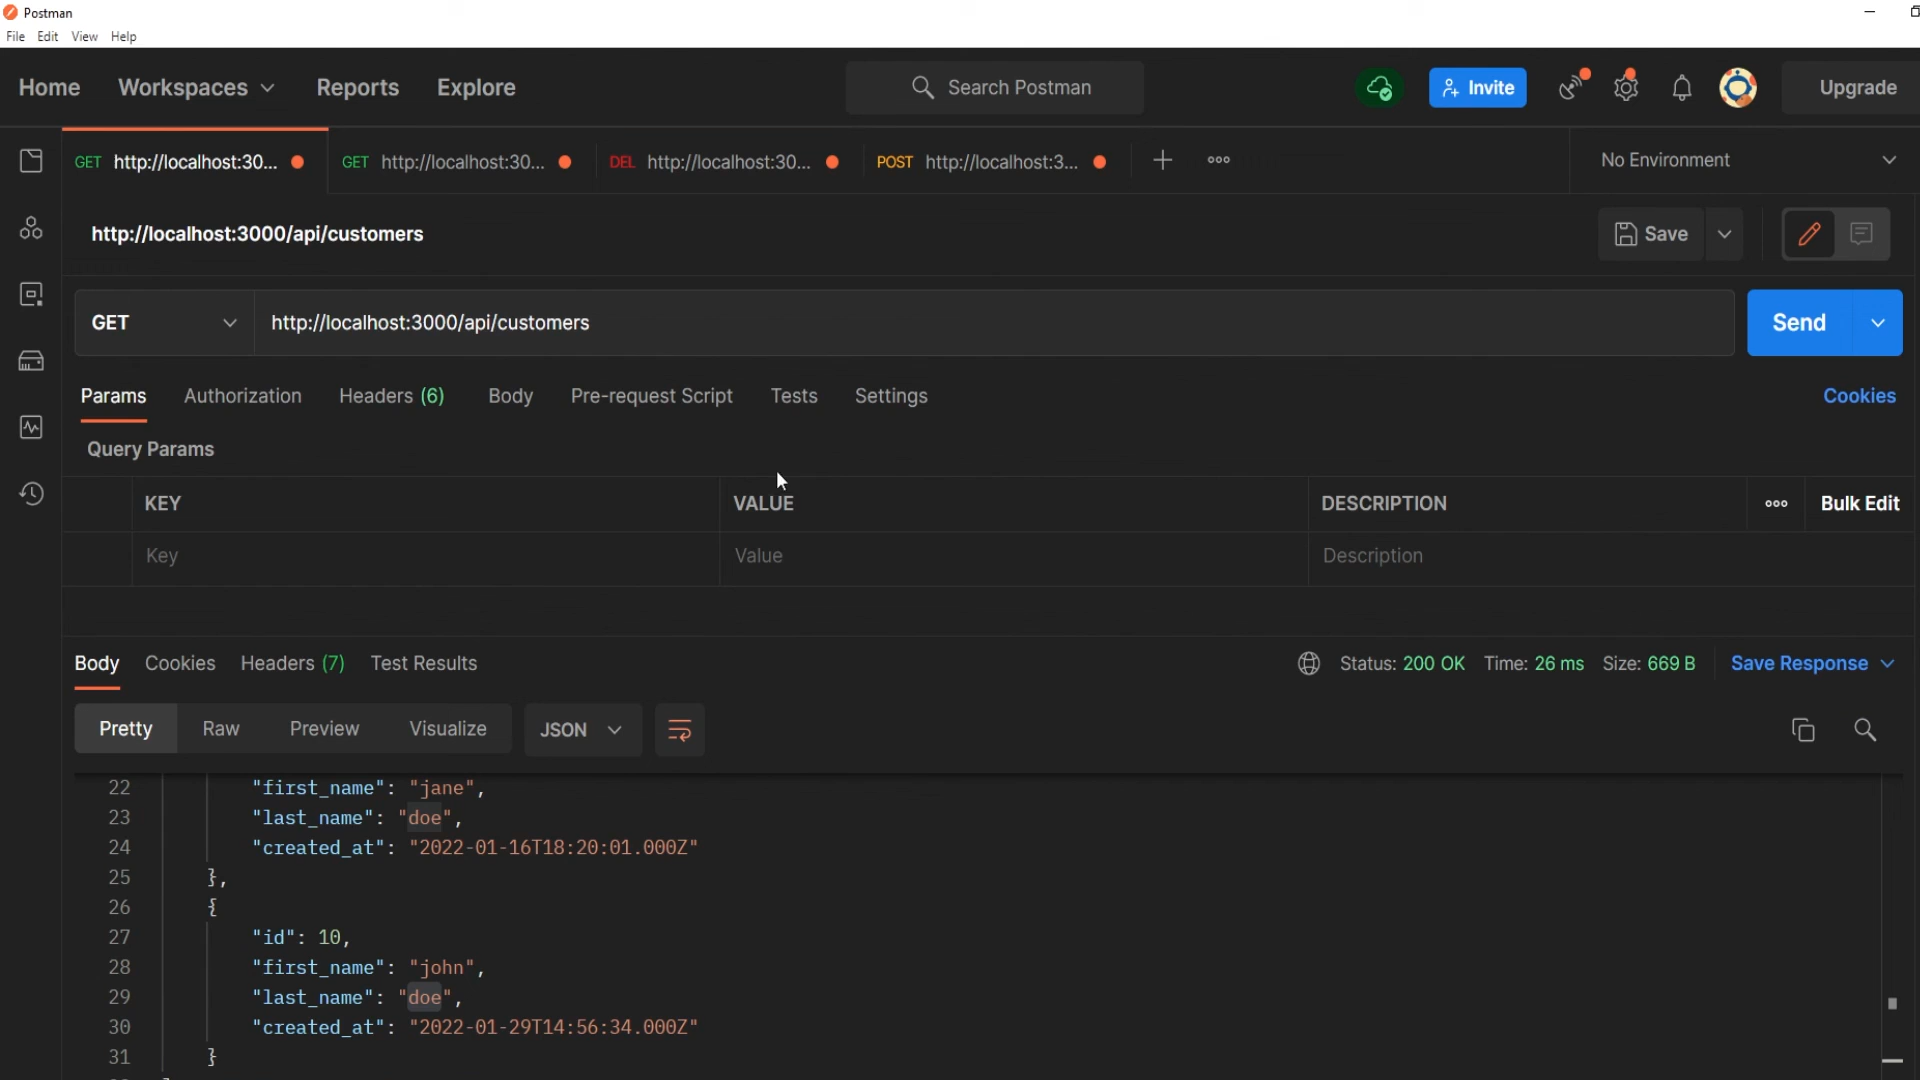 Postman
File Edit View Help
Home Workspaces Reports Explore Search Postman Invite Upgrade
GET http://localhost:30... GET http://localhost:30... DEL http://localhost:30... POST http://localhost:3... No Environment
http://localhost:3000/api/customers Save
GET http://localhost:3000/api/customers Send
Params Authorization Headers (6) Body Pre-request Script Tests Settings Cookies
Query Params
KEY VALUE DESCRIPTION Bulk Edit
Key Value Description
Body Cookies Headers (7) Test Results Status: 200 OK Time: 26 ms Size: 669 B Save Response
Pretty Raw Preview Visualize JSON
22 "first_name": "jane",
23 "last_name": "doe",
24 "created_at": "2022-01-16T18:20:01.000Z"
25 },
26 {
27 "id": 10,
28 "first_name": "john",
29 "last_name": "doe",
30 "created_at": "2022-01-29T14:56:34.000Z"
31 }